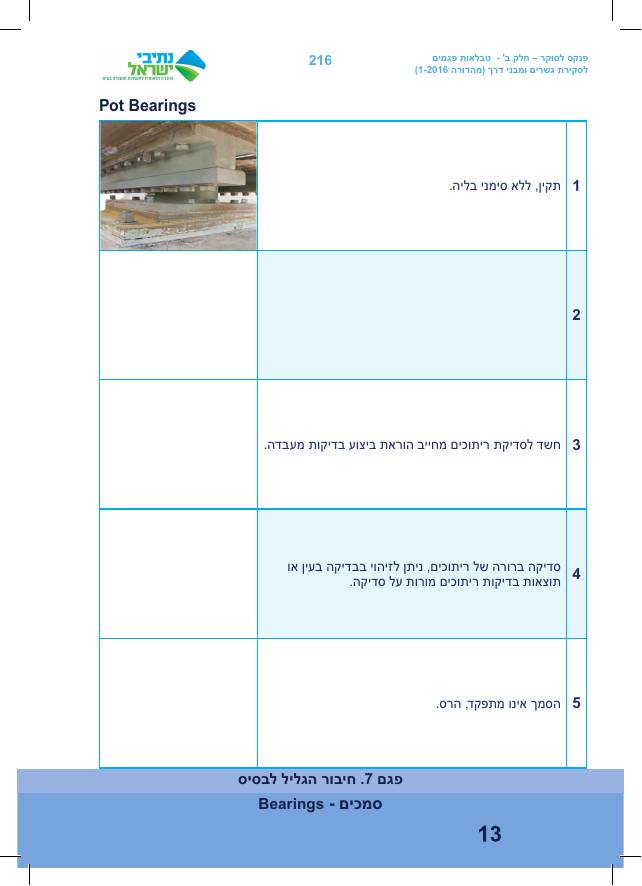 פנקס לסוקר – חלק ב' - טבלאות פגמים
לסקירת גשרים ומבני דרך (מהדורה 1-2016)
216
נתיבי
ישראל
Pot Bearings
1
תקין, ללא סימני בליה.
2
3
חשד לסדיקת ריתוכים מחייב הוראת ביצוע בדיקות מעבדה.
4
סדיקה ברורה של ריתוכים, ניתן לזיהוי בבדיקה בעין או
תוצאות בדיקות ריתוכים מורות על סדיקה.
5
הסמך אינו מתפקד, הרס.
פגם 7. חיבור הגליל לבסיס
סמכים - Bearings
13